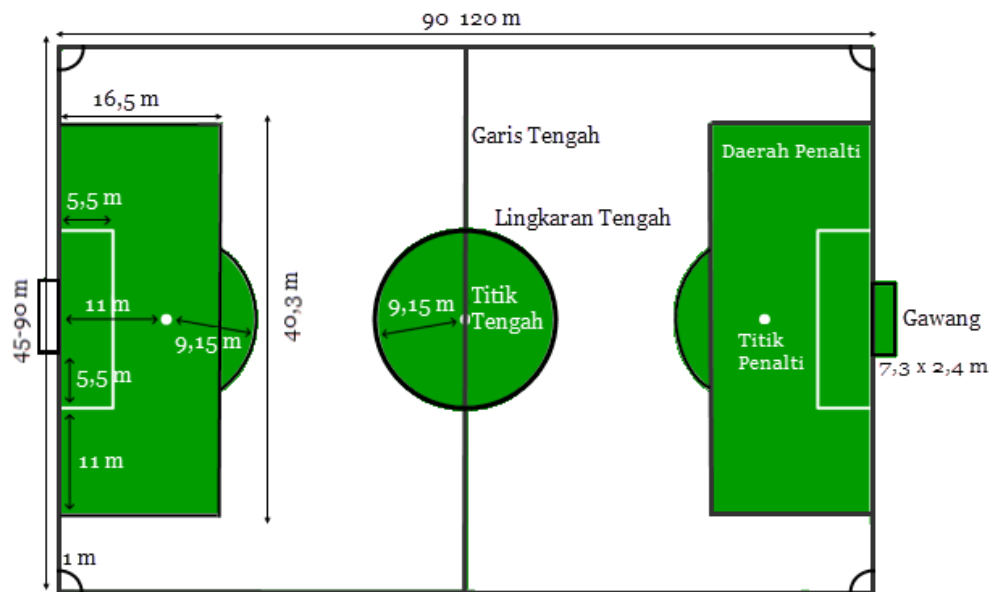 90 120 m
16,5 m
Garis Tengah
Daerah Penalti
5,5 m
Lingkaran Tengah
11 m
9,15 m
45-90 m
40,3 m
9,15 m
Titik
Tengah
Titik
Penalti
Gawang
7,3 x 2,4 m
5,5 m
11 m
1 m